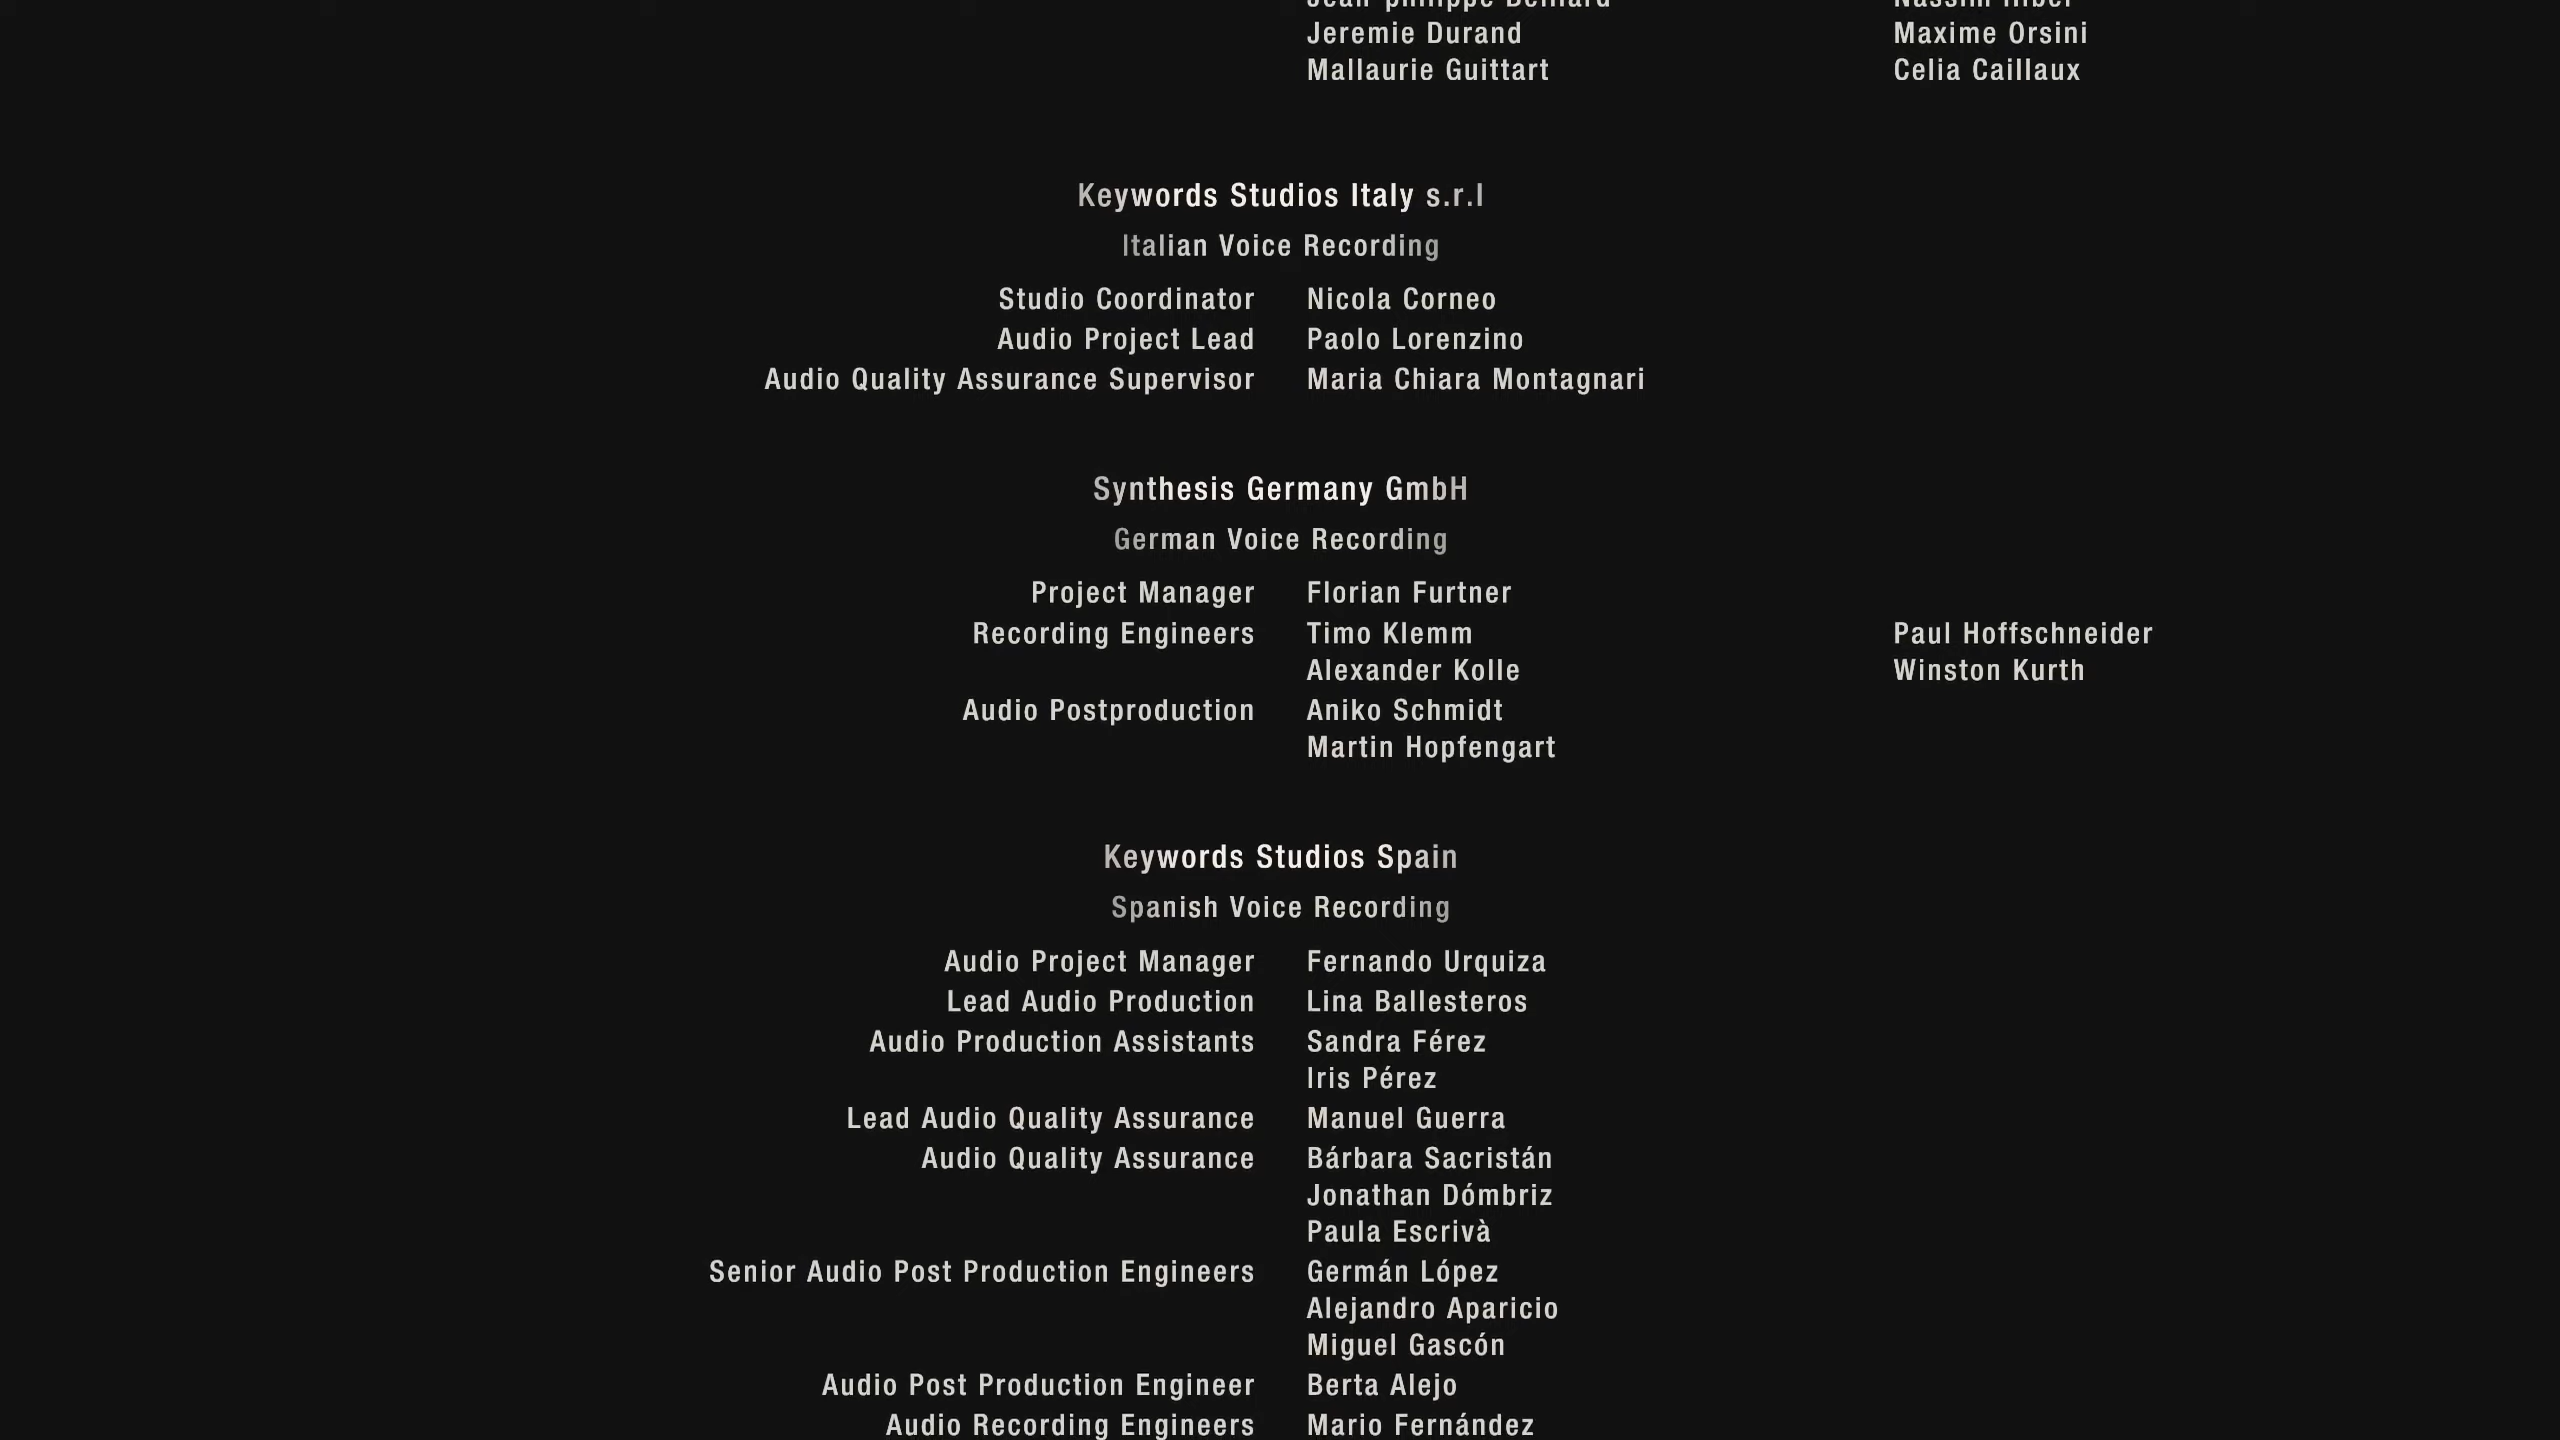 Jeremie Durand Maxime Orsini
Mallaurie Guittart Celia Caillaux
Keywords Studios Italy s.r.l
Italian Voice Recording
Studio Coordinator Nicola Corneo
Audio Project Lead Paolo Lorenzino
Audio Quality Assurance Supervisor Maria Chiara Montagnari
Synthesis Germany GmbH
German Voice Recording
Project Manager Florian Furtner
Recording Engineers Timo Klemm Paul Hoffschneider
Alexander Kolle Winston Kurth
Audio Postproduction Aniko Schmidt
Martin Hopfengart
Keywords Studios Spain
Spanish Voice Recording
Audio Project Manager Fernando Urquiza
Lead Audio Production Lina Ballesteros
Audio Production Assistants Sandra Férez
Iris Pérez
Lead Audio Quality Assurance Manuel Guerra
Audio Quality Assurance Bárbara Sacristán
Jonathan Dómbriz
Paula Escrivà
Senior Audio Post Production Engineers Germán López
Alejandro Aparicio
Miguel Gascón
Audio Post Production Engineer Berta Alejo
Audio Recording Engineers Mario Fernández